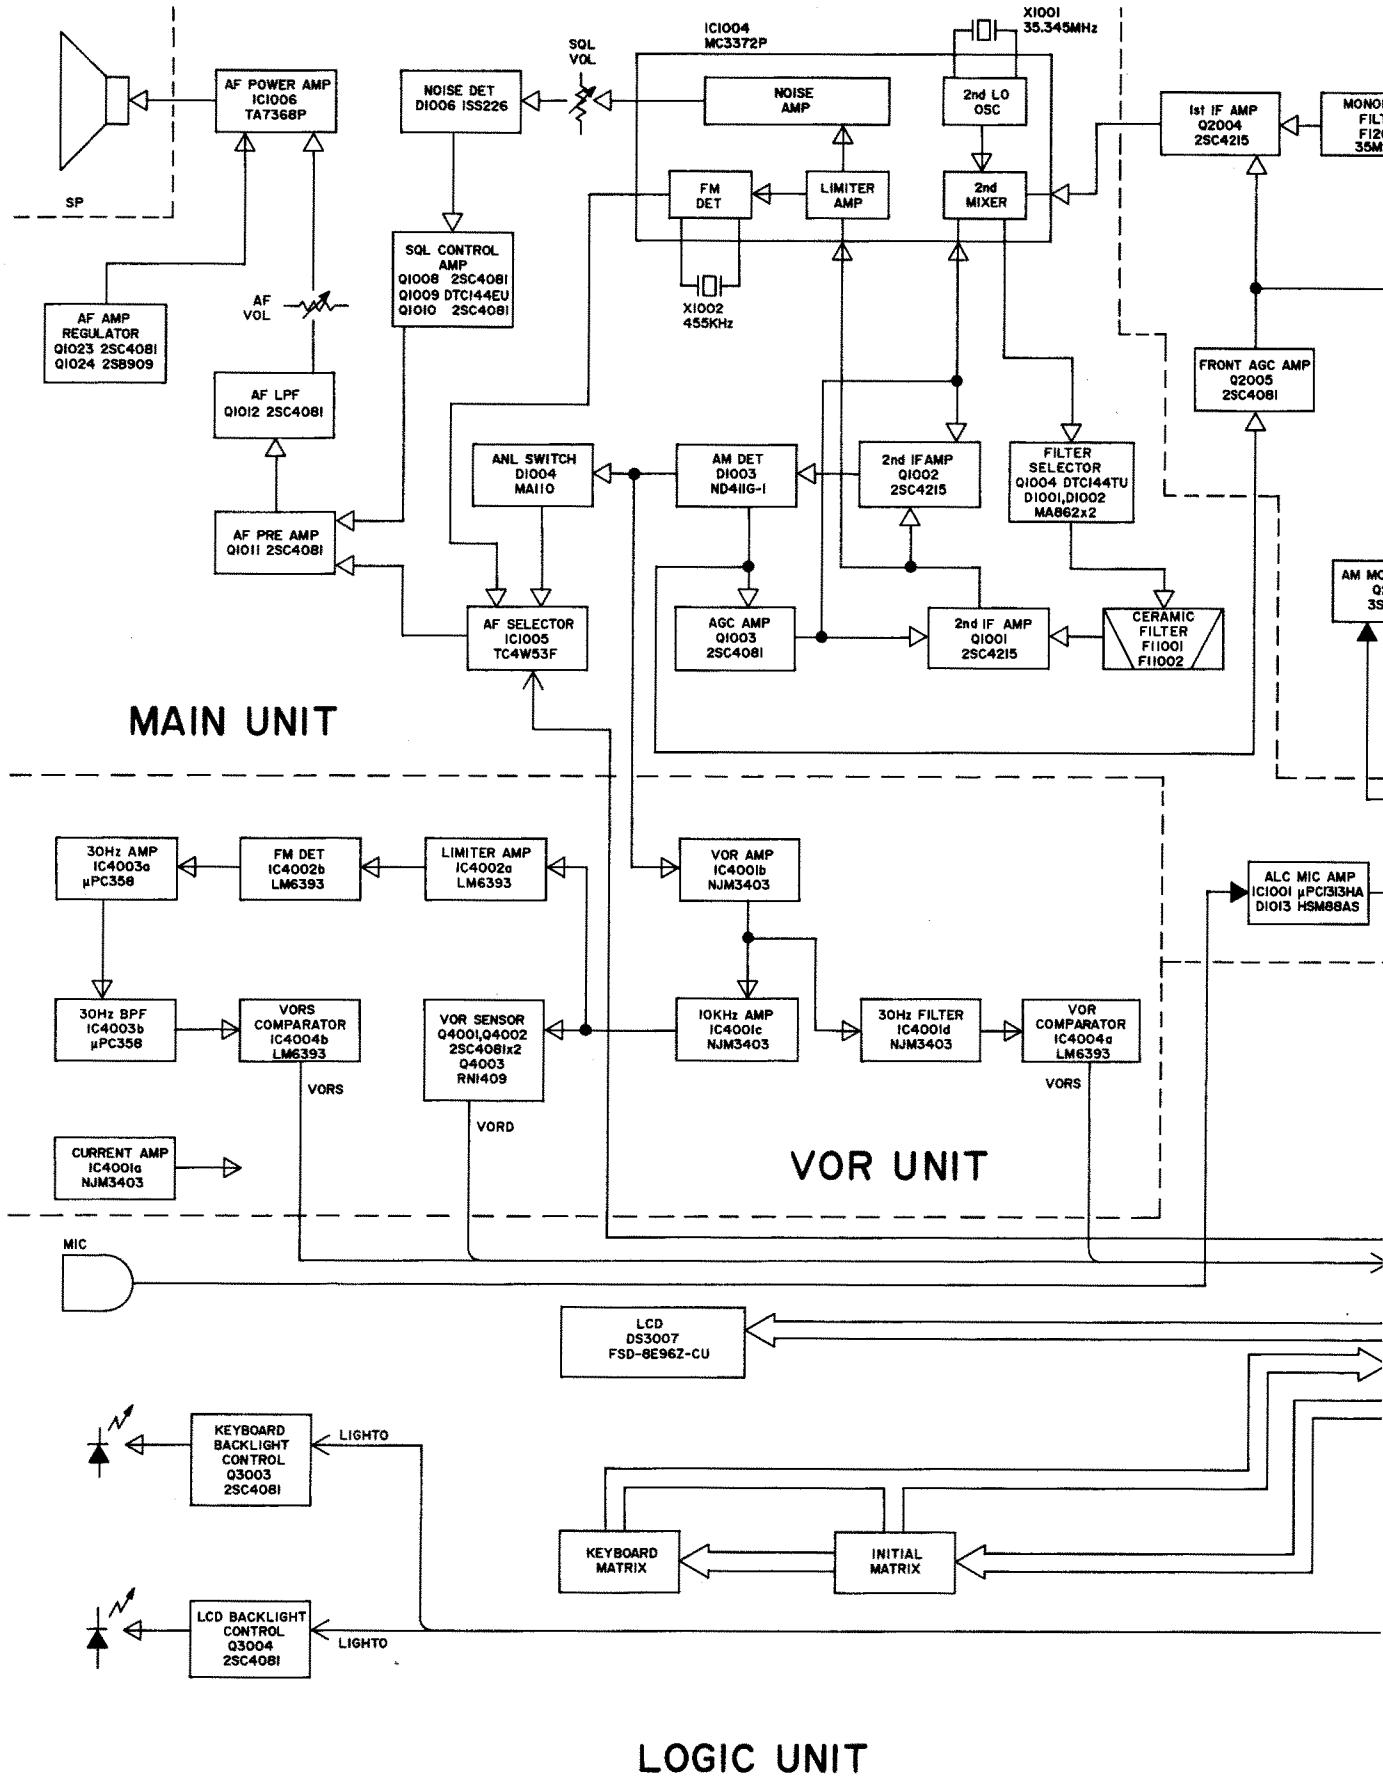 X1001
35.345MHz
IC1004
MC3372P
SQL
VOL
AF POWER AMP
IC1006
TA7368P
NOISE DET
D1006 ISS226
NOISE
AMP
2nd LO
OSC
1st IF AMP
Q2004
2SC4215
SP
FM
DET
LIMITER
AMP
2nd
MIXER
SQL CONTROL
AMP
Q1008 2SC4081
Q1009 DTC144EU
Q1010 2SC4081
X1002
455KHz
AF
VOL
AF AMP
REGULATOR
Q1023 2SC4081
Q1024 2SB909
FRONT AGC AMP
Q2005
2SC4081
AF LPF
Q1012 2SC4081
ANL SWITCH
D1004
MA110
AM DET
D1003
ND411G-1
2nd IF AMP
Q1002
2SC4215
FILTER
SELECTOR
Q1004 DTC144TU
D1001,D1002
MA862x2
AF PRE AMP
Q1011 2SC4081
AF SELECTOR
IC1005
TC4W53F
AGC AMP
Q1003
2SC4081
2nd IF AMP
Q1001
2SC4215
CERAMIC
FILTER
FI1001
FI1002
AM
MAIN UNIT
30Hz AMP
IC4003a
μPC358
FM DET
IC4002b
LM6393
LIMITER AMP
IC4002a
LM6393
VOR AMP
IC4001b
NJM3403
ALC MIC AMP
IC1001 μPC1313HA
D1013 HSM88AS
30Hz BPF
IC4003b
μPC358
VORS
COMPARATOR
IC4004b
LM6393
VOR SENSOR
Q4001,Q4002
2SC4081x2
Q4003
RN1409
10KHz AMP
IC4001c
NJM3403
30Hz FILTER
IC4001d
NJM3403
VOR
COMPARATOR
IC4004a
LM6393
VORS
VORD
VORS
CURRENT AMP
IC4001a
NJM3403
VOR UNIT
MIC
LCD
DS3007
FSD-8E96Z-CU
KEYBOARD
BACKLIGHT
CONTROL
Q3003
2SC4081
LIGHTO
KEYBOARD
MATRIX
INITIAL
MATRIX
LCD BACKLIGHT
CONTROL
Q3004
2SC4081
LIGHTO
LOGIC UNIT